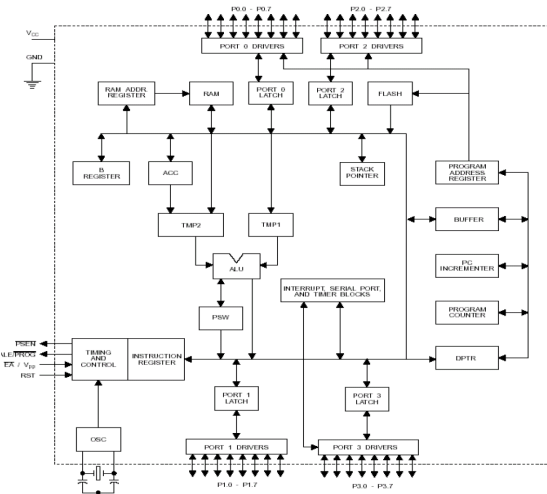 P0.0 - P0.7
P2.0 - P2.7
VCC
PORT 0 DRIVERS
PORT 2 DRIVERS
GND
RAM ADDR.
REGISTER
RAM
PORT 0
LATCH
PORT 2
LATCH
FLASH
B
REGISTER
ACC
STACK
POINTER
PROGRAM
ADDRESS
REGISTER
TMP2
TMP1
BUFFER
ALU
PC
INCREMENTER
INTERRUPT, SERIAL PORT,
AND TIMER BLOCKS
PSW
PROGRAM
COUNTER
PSEN
ALE/PROG
EA / VPP
RST
TIMING
AND
CONTROL
INSTRUCTION
REGISTER
DPTR
PORT 1
LATCH
PORT 3
LATCH
OSC
PORT 1 DRIVERS
PORT 3 DRIVERS
P1.0 - P1.7
P3.0 - P3.7